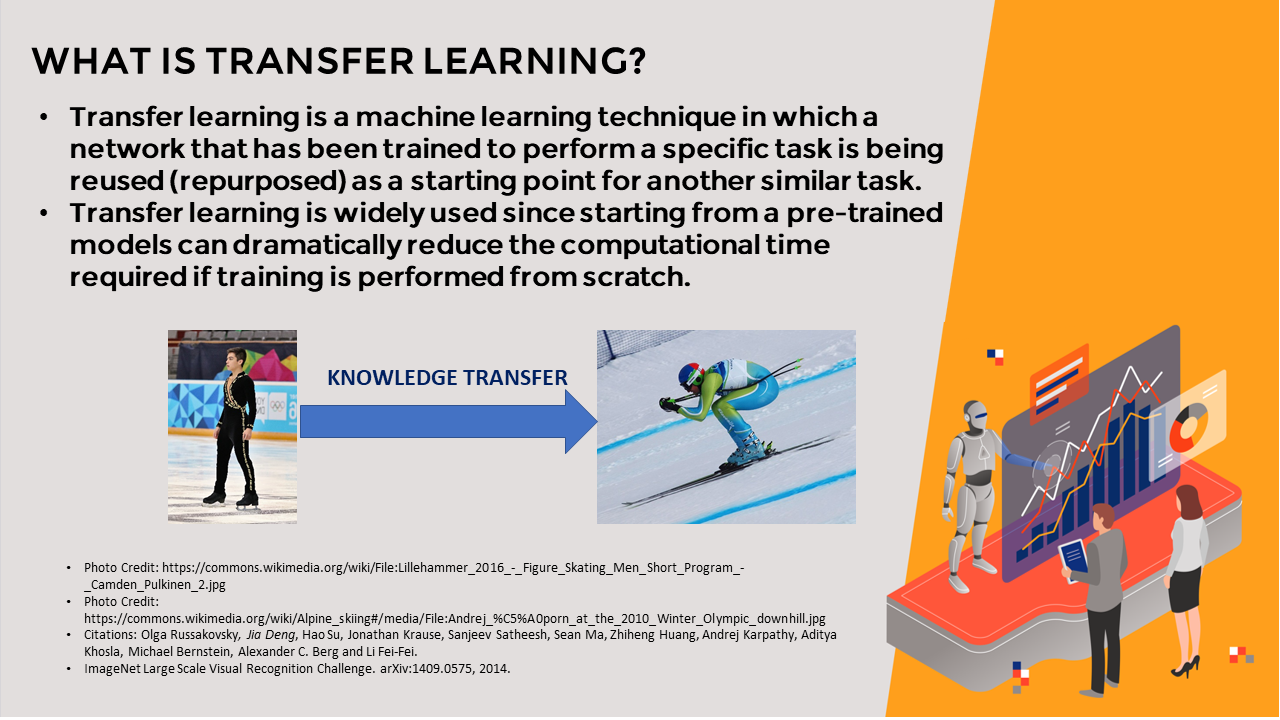 WHAT IS TRANSFER LEARNING?
• Transfer learning is a machine learning technique in which a
network that has been trained to perform a specific task is being
reused (repurposed) as a starting point for another similar task.
• Transfer learning is widely used since starting from a pre-trained
models can dramatically reduce the computational time
required if training is performed from scratch.
KNOWLEDGE TRANSFER
• Photo Credit: https://commons.wikimedia.org/wiki/File:Lillehammer_2016_-_Figure_Skating_Men_Short_Program_-
_Camden_Pulkinen_2.jpg
• Photo Credit:
https://commons.wikimedia.org/wiki/Alpine_skiing#/media/File:Andrej_%C5%A0porn_at_the_2010_Winter_Olympic_downhill.jpg
• Citations: Olga Russakovsky, Jia Deng, Hao Su, Jonathan Krause, Sanjeev Satheesh, Sean Ma, Zhiheng Huang, Andrej Karpathy, Aditya
Khosla, Michael Bernstein, Alexander C. Berg and Li Fei-Fei.
• ImageNet Large Scale Visual Recognition Challenge. arXiv:1409.0575, 2014.